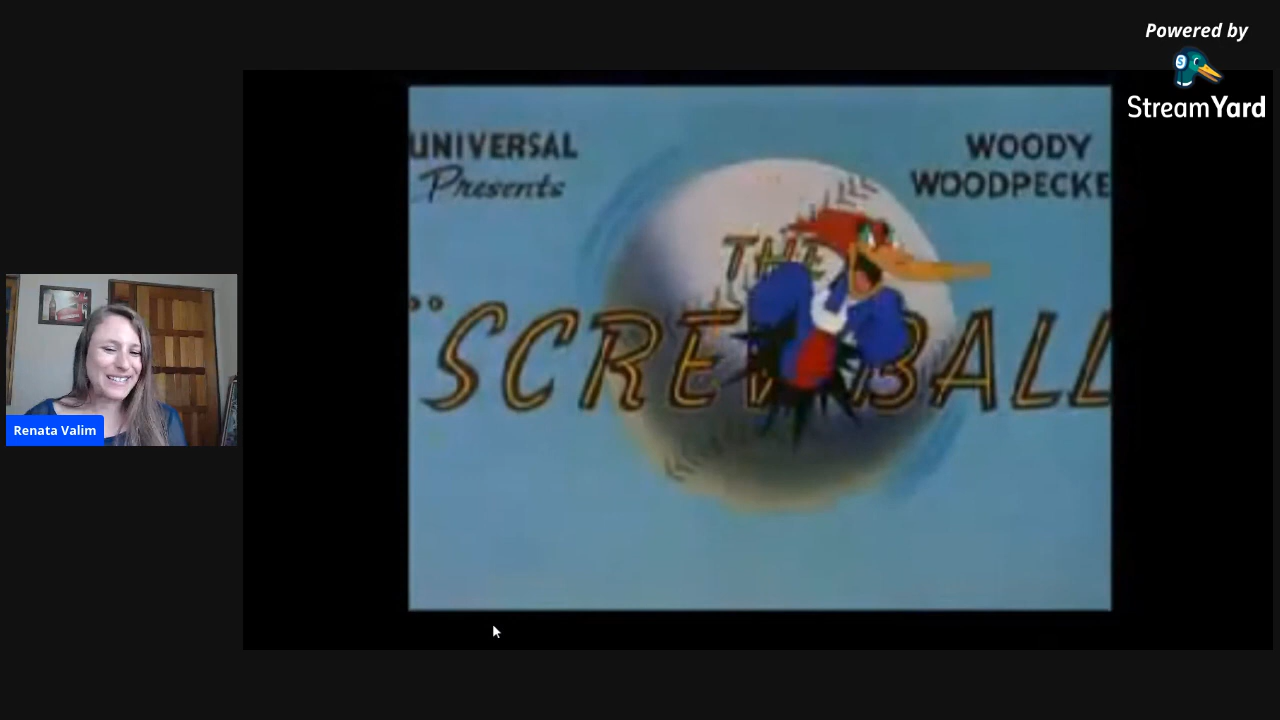 Powered by
StreamYard
UNIVERSAL
Presents
WOODY
WOODPECKE
THE
"SCREWBALL
Renata Valim